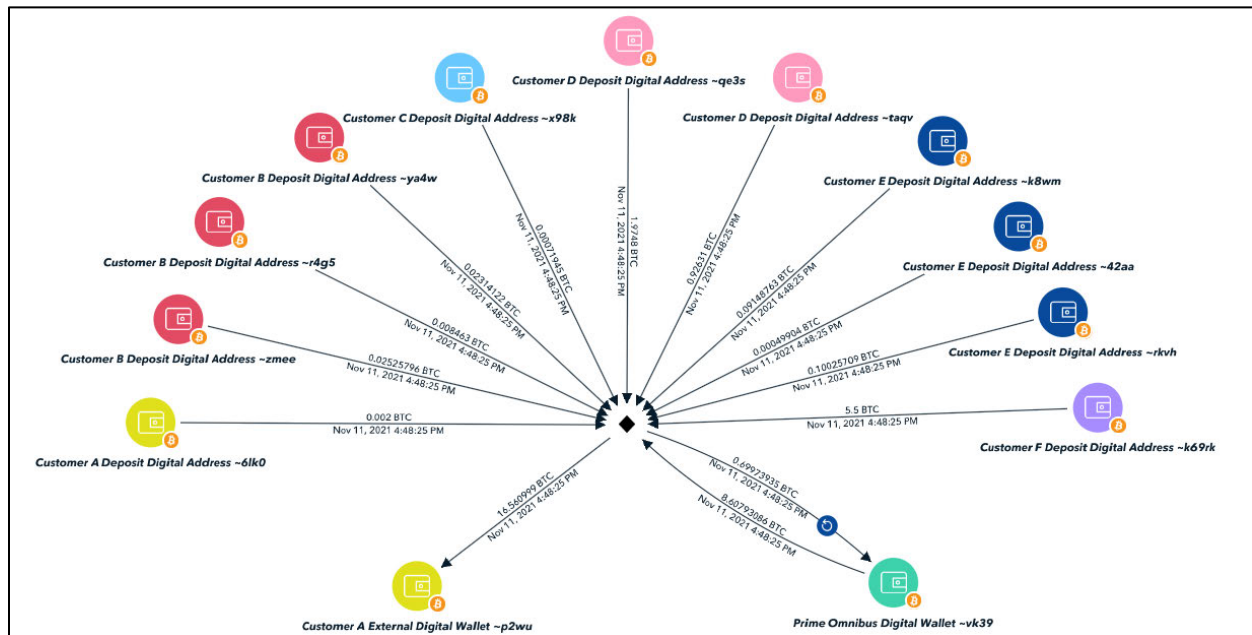 Customer D Deposit Digital Address ~qe3s
Customer C Deposit Digital Address ~x98k
Customer D Deposit Digital Address ~taqv
Customer B Deposit Digital Address ~ya4w
Customer E Deposit Digital Address ~k8wm
Customer B Deposit Digital Address ~r4g5
Customer E Deposit Digital Address ~42aa
Customer B Deposit Digital Address ~zmee
Customer E Deposit Digital Address ~rkvh
Customer A Deposit Digital Address ~6lk0
Customer F Deposit Digital Address ~k69rk
0.002 BTC
Nov 11, 2021 4:48:25 PM
0.02525796 BTC
Nov 11, 2021 4:48:25 PM
0.008463 BTC
Nov 11, 2021 4:48:25 PM
0.02314122 BTC
Nov 11, 2021 4:48:25 PM
0.00071945 BTC
Nov 11, 2021 4:48:25 PM
1.9748 BTC
Nov 11, 2021 4:48:25 PM
0.92631 BTC
Nov 11, 2021 4:48:25 PM
0.09148763 BTC
Nov 11, 2021 4:48:25 PM
0.00049904 BTC
Nov 11, 2021 4:48:25 PM
0.10025709 BTC
Nov 11, 2021 4:48:25 PM
5.5 BTC
Nov 11, 2021 4:48:25 PM
16.560999 BTC
Nov 11, 2021 4:48:25 PM
0.69973935 BTC
Nov 11, 2021 4:48:25 PM
8.60793086 BTC
Nov 11, 2021 4:48:25 PM
Customer A External Digital Wallet ~p2wu
Prime Omnibus Digital Wallet ~vk39